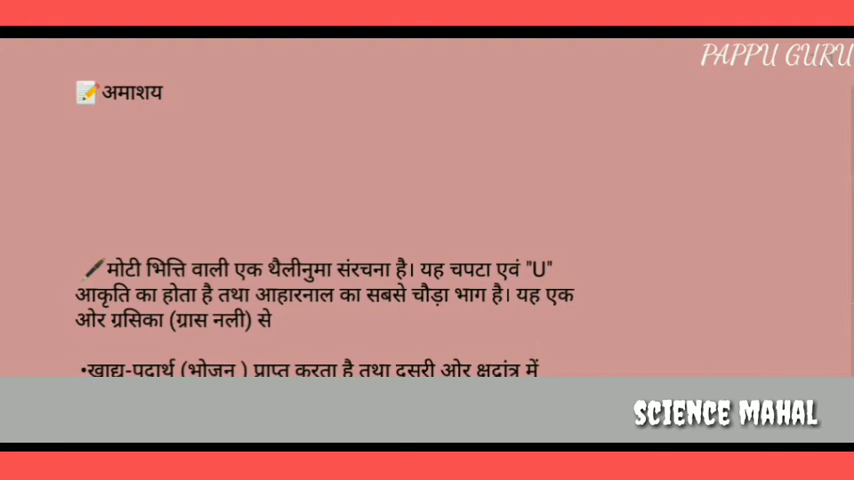 PAPPU GURU
📝अमाशय
🖋मोटी भित्ति वाली एक थैलीनुमा संरचना है। यह चपटा एवं "U"
आकृति का होता है तथा आहारनाल का सबसे चौड़ा भाग है। यह एक
ओर ग्रसिका (ग्रास नली) से
•खाद्य-पदार्थ (भोजन ) प्राप्त करता है तथा दूसरी ओर क्षुद्रांत्र में
SCIENCE MAHAL